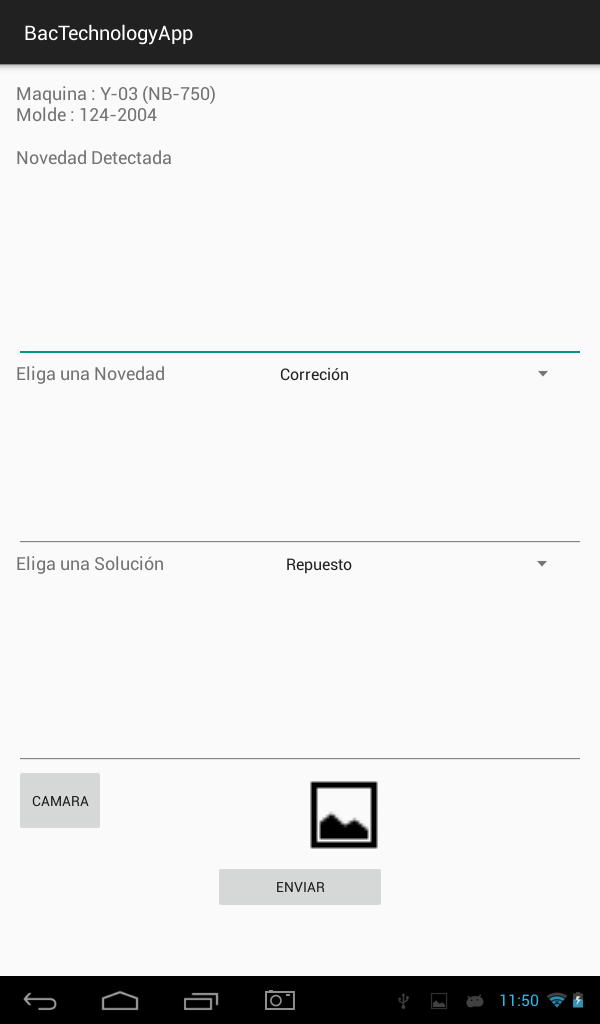 BacTechnologyApp
Maquina : Y-03 (NB-750)
Molde : 124-2004
Novedad Detectada
Eliga una Novedad Correción
Eliga una Solución Repuesto
CAMARA
ENVIAR
11:50